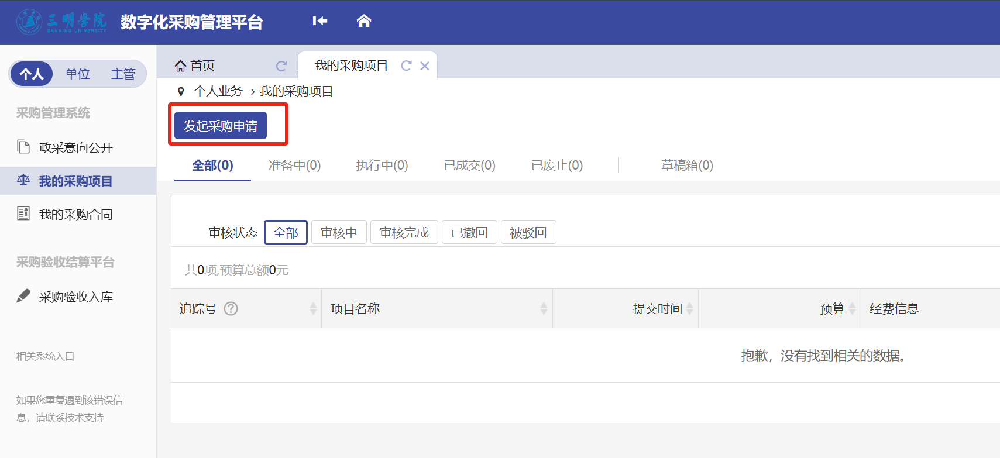 三明学院
SANMING UNIVERSITY
数字化采购管理平台
个人 单位 主管
首页
我的采购项目
个人业务 › 我的采购项目
采购管理系统
发起采购申请
政采意向公开
全部(0) 准备中(0) 执行中(0) 已成交(0) 已废止(0) 草稿箱(0)
我的采购项目
我的采购合同
审核状态 全部 审核中 审核完成 已撤回 被驳回
采购验收结算平台
共0项,预算总额0元
采购验收入库
追踪号 ? 项目名称 提交时间 预算 经费信息
抱歉，没有找到相关的数据。
相关系统入口
如果您重复遇到该错误信
息，请联系技术支持